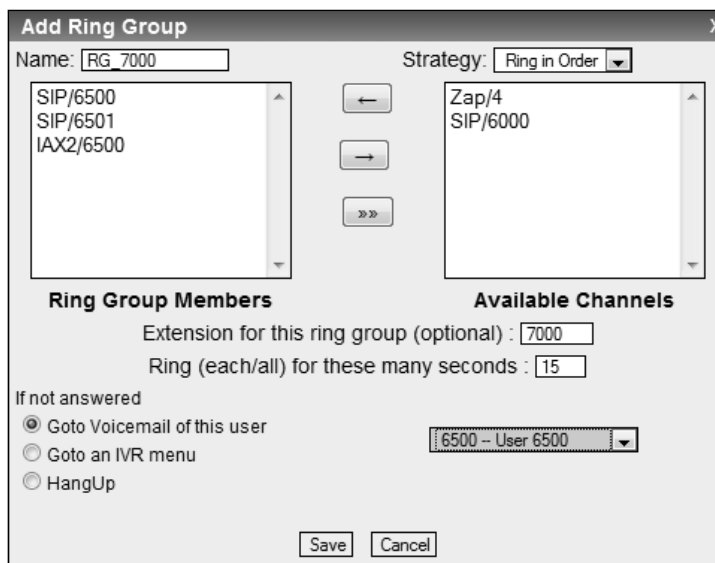 Add Ring Group X
Name: RG_7000 Strategy: Ring in Order
SIP/6500
SIP/6501
IAX2/6500
←
→
»»
Zap/4
SIP/6000
Ring Group Members Available Channels
Extension for this ring group (optional) : 7000
Ring (each/all) for these many seconds : 15
If not answered
Goto Voicemail of this user 6500 -- User 6500
Goto an IVR menu
HangUp
Save Cancel